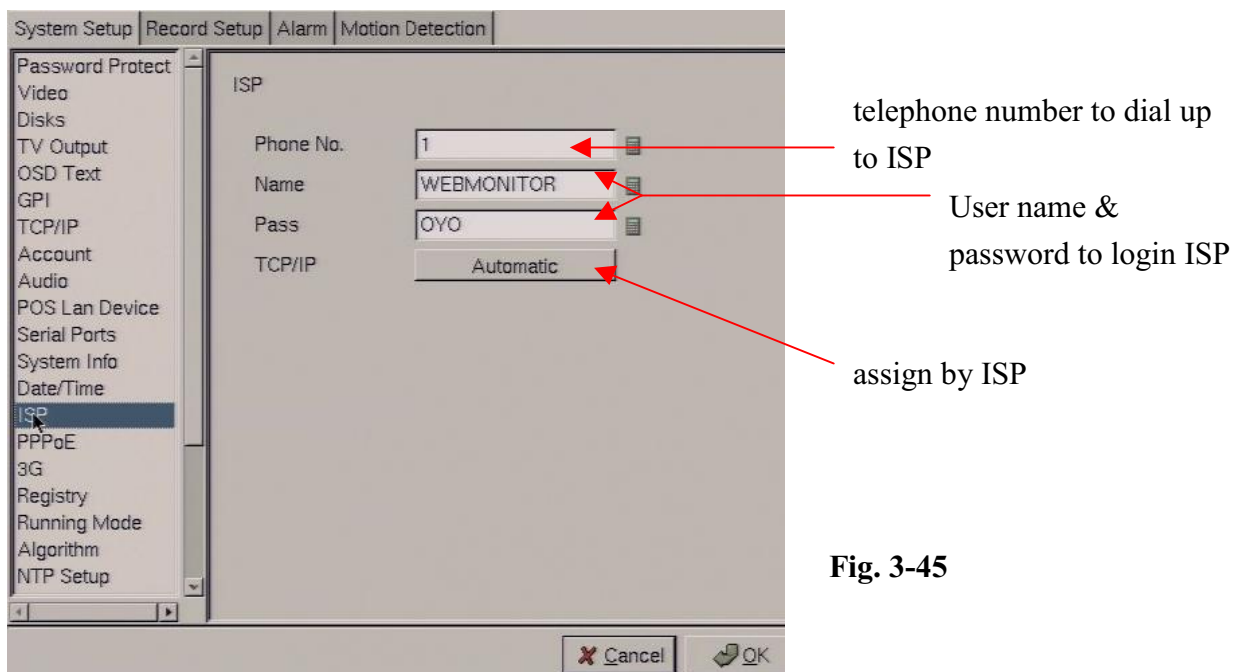 System Setup Record Setup Alarm Motion Detection
Password Protect
Video
Disks
TV Output
OSD Text
GPI
TCP/IP
Account
Audio
POS Lan Device
Serial Ports
System Info
Date/Time
ISP
PPPoE
3G
Registry
Running Mode
Algorithm
NTP Setup
ISP
Phone No. 1
Name WEBMONITOR
Pass OYO
TCP/IP Automatic
Cancel OK
telephone number to dial up
to ISP
User name &
password to login ISP
assign by ISP
Fig. 3-45